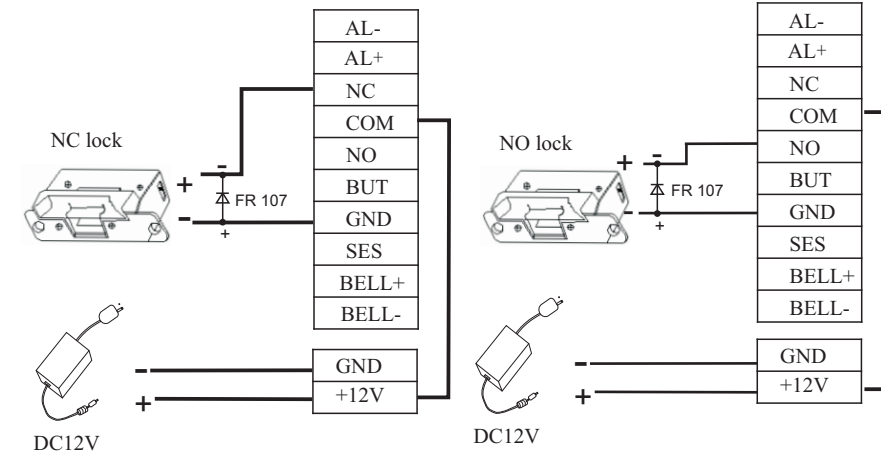 AL-
AL+
NC
COM
NO
BUT
GND
SES
BELL+
BELL-
NC lock
+
-
-
FR 107
+
GND
+12V
-
+
DC12V
AL-
AL+
NC
COM
NO
BUT
GND
SES
BELL+
BELL-
NO lock
+
-
-
FR 107
+
GND
+12V
-
+
DC12V